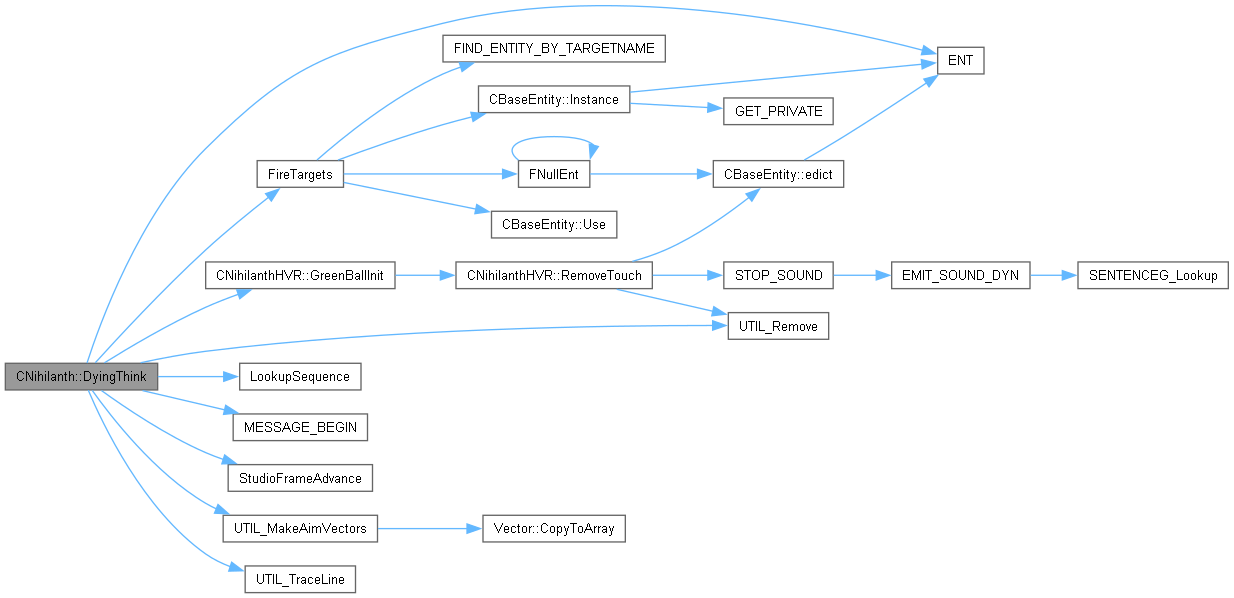 FIND_ENTITY_BY_TARGETNAME
ENT
CBaseEntity::Instance
GET_PRIVATE
FireTargets
FNullEnt
CBaseEntity::edict
CBaseEntity::Use
CNihilanthHVR::GreenBallInit
CNihilanthHVR::RemoveTouch
STOP_SOUND
EMIT_SOUND_DYN
SENTENCEG_Lookup
UTIL_Remove
CNihilanth::DyingThink
LookupSequence
MESSAGE_BEGIN
StudioFrameAdvance
UTIL_MakeAimVectors
Vector::CopyToArray
UTIL_TraceLine